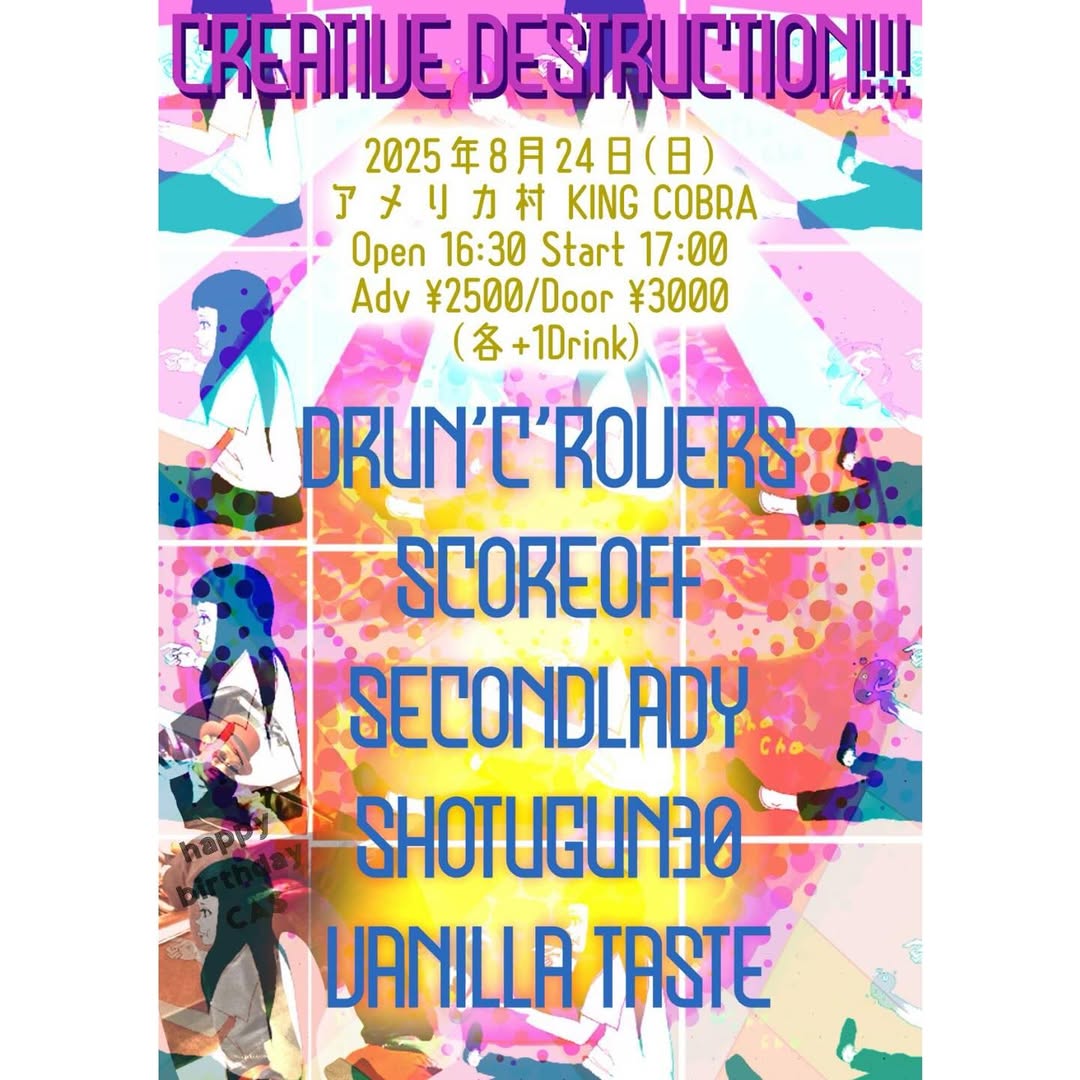 CREATIVE DESTRUCTION!!!
2025年8月24日(日)
アメリカ村 KING COBRA
Open 16:30 Start 17:00
Adv ¥2500/Door ¥3000
(各+1Drink)
DRUN'C'ROVERS
SCOREOFF
SECONDLADY
Cha
SHOTUGUN30
happy
birthday
VANILLA TASTE